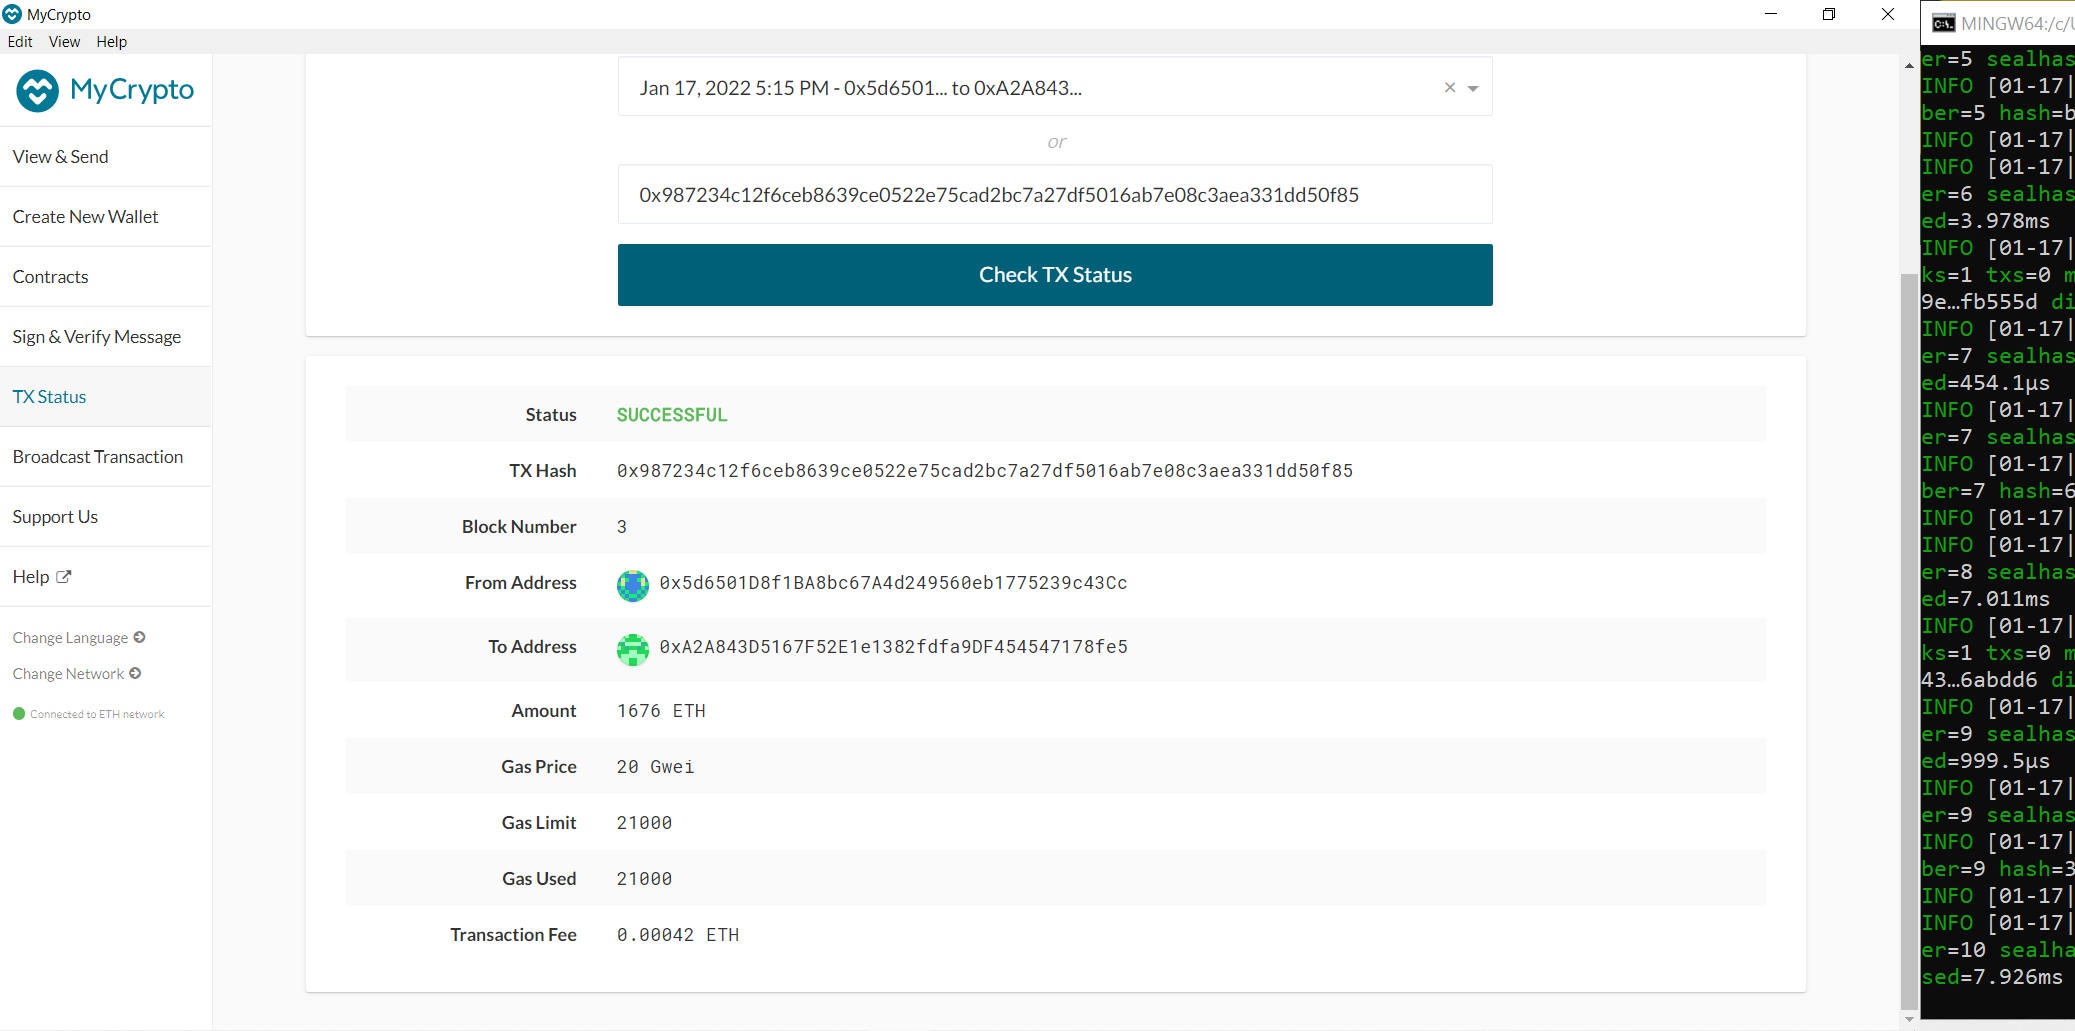 MyCrypto
Edit View Help
MyCrypto
View & Send
Create New Wallet
Contracts
Sign & Verify Message
TX Status
Broadcast Transaction
Support Us
Help
Change Language
Change Network
Connected to ETH network
Jan 17, 2022 5:15 PM - 0x5d6501... to 0xA2A843...
or
0x987234c12f6ceb8639ce0522e75cad2bc7a27df5016ab7e08c3aea331dd50f85
Check TX Status
Status SUCCESSFUL
TX Hash 0x987234c12f6ceb8639ce0522e75cad2bc7a27df5016ab7e08c3aea331dd50f85
Block Number 3
From Address 0x5d6501D8f1BA8bc67A4d249560eb1775239c43Cc
To Address 0xA2A843D5167F52E1e1382fdfa9DF454547178fe5
Amount 1676 ETH
Gas Price 20 Gwei
Gas Limit 21000
Gas Used 21000
Transaction Fee 0.00042 ETH
MINGW64:/c/U
er=5 sealhas
INFO [01-17|
ber=5 hash=b
INFO [01-17|
INFO [01-17|
er=6 sealhas
ed=3.978ms
INFO [01-17|
ks=1 txs=0 m
9e…fb555d di
INFO [01-17|
er=7 sealhas
ed=454.1µs
INFO [01-17|
er=7 sealhas
INFO [01-17|
ber=7 hash=6
INFO [01-17|
INFO [01-17|
er=8 sealhas
ed=7.011ms
INFO [01-17|
ks=1 txs=0 m
43…6abdd6 di
INFO [01-17|
er=9 sealhas
ed=999.5µs
INFO [01-17|
er=9 sealhas
INFO [01-17|
ber=9 hash=3
INFO [01-17|
INFO [01-17|
er=10 sealha
sed=7.926ms